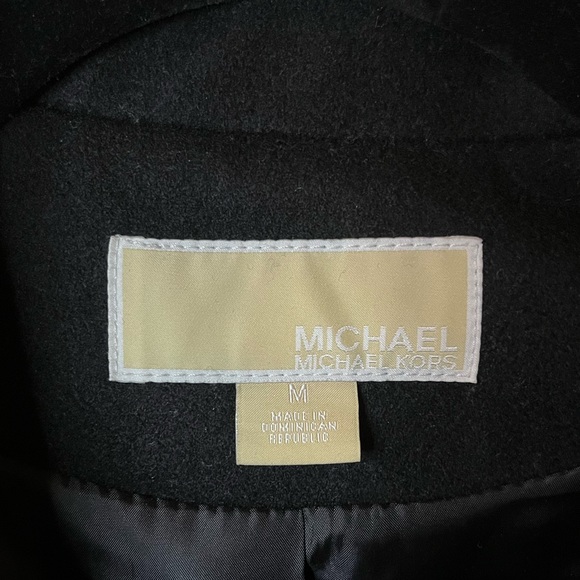 MICHAEL
MICHAEL KORS
M
MADE IN
DOMINICAN
REPUBLIC